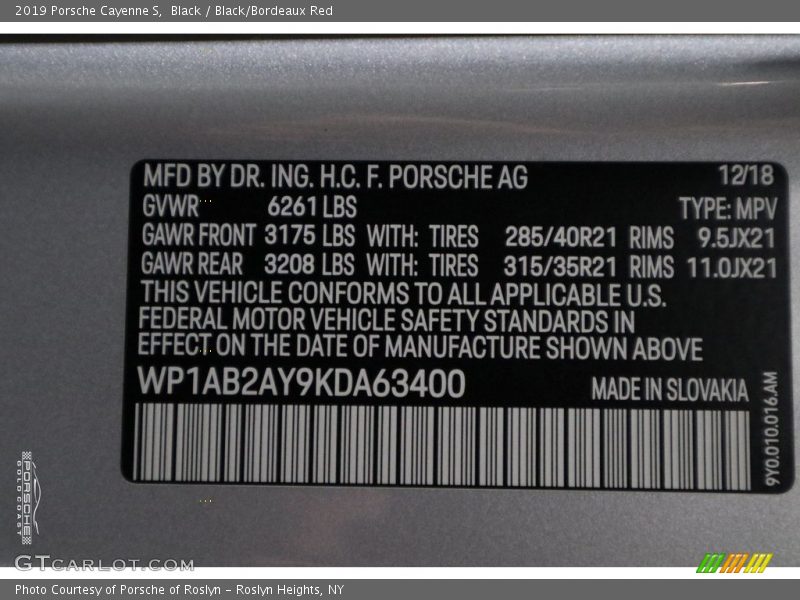 2019 Porsche Cayenne S,  Black / Black/Bordeaux Red
MFD BY DR. ING. H.C. F. PORSCHE AG 12/18
GVWR 6261 LBS TYPE: MPV
GAWR FRONT 3175 LBS WITH: TIRES 285/40R21 RIMS 9.5JX21
GAWR REAR 3208 LBS WITH: TIRES 315/35R21 RIMS 11.0JX21
THIS VEHICLE CONFORMS TO ALL APPLICABLE U.S.
FEDERAL MOTOR VEHICLE SAFETY STANDARDS IN
EFFECT ON THE DATE OF MANUFACTURE SHOWN ABOVE
WP1AB2AY9KDA63400 MADE IN SLOVAKIA
9Y0.010.016.AM
PORSCHE
GOLD COAST
GTCARLOT.COM
Photo Courtesy of Porsche of Roslyn – Roslyn Heights, NY